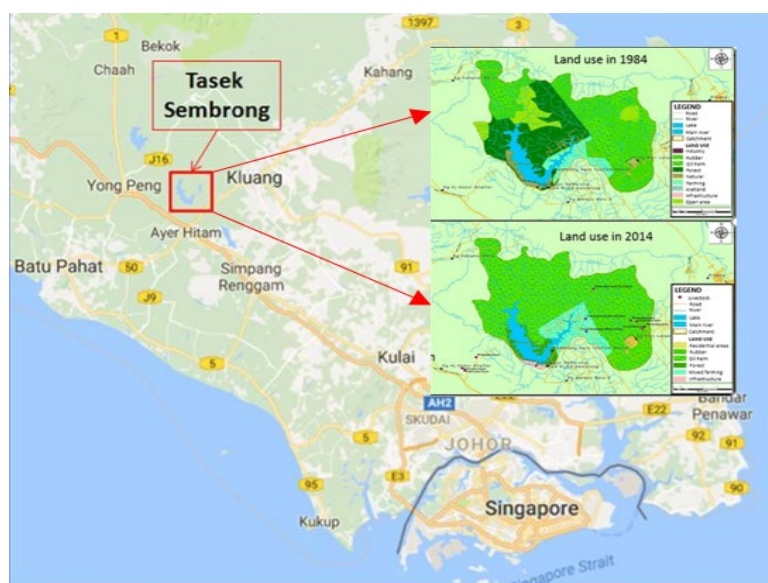 1397
3
1
Bekok
Chaah
Kahang
Tasek
Sembrong
J16
Yong Peng
Kluang
Ayer Hitam
Batu Pahat
50
Simpang
Renggam
91
J9
5
Kulai
AH2
SKUDAI
JOHOR
5
E3
95
Kukup
Singapore
Singapore Strait
Bandar
Penawar
E22
92
91
90
Land use in 1984
LEGEND
Road
River
Lake
Main river
Catchment
LAND USE
Industry
Rubber
Oil Palm
Forest
Natural
Farming
Wetland
Infrastructure
Open area
Land use in 2014
LEGEND
Livestock
Road
River
Lake
Main river
Catchment
LAND USE
Residential areas
Rubber
Oil Palm
Forest
Mixed farming
Infrastructure